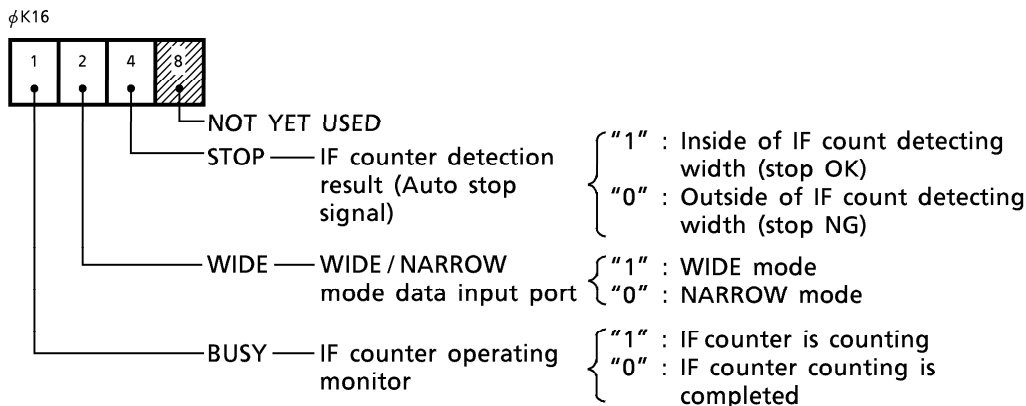 φK16
1 2 4 8
NOT YET USED
STOP — IF counter detection
result (Auto stop
signal)
"1" : Inside of IF count detecting
width (stop OK)
"0" : Outside of IF count detecting
width (stop NG)
WIDE — WIDE / NARROW
mode data input port
"1" : WIDE mode
"0" : NARROW mode
BUSY — IF counter operating
monitor
"1" : IF counter is counting
"0" : IF counter counting is
completed